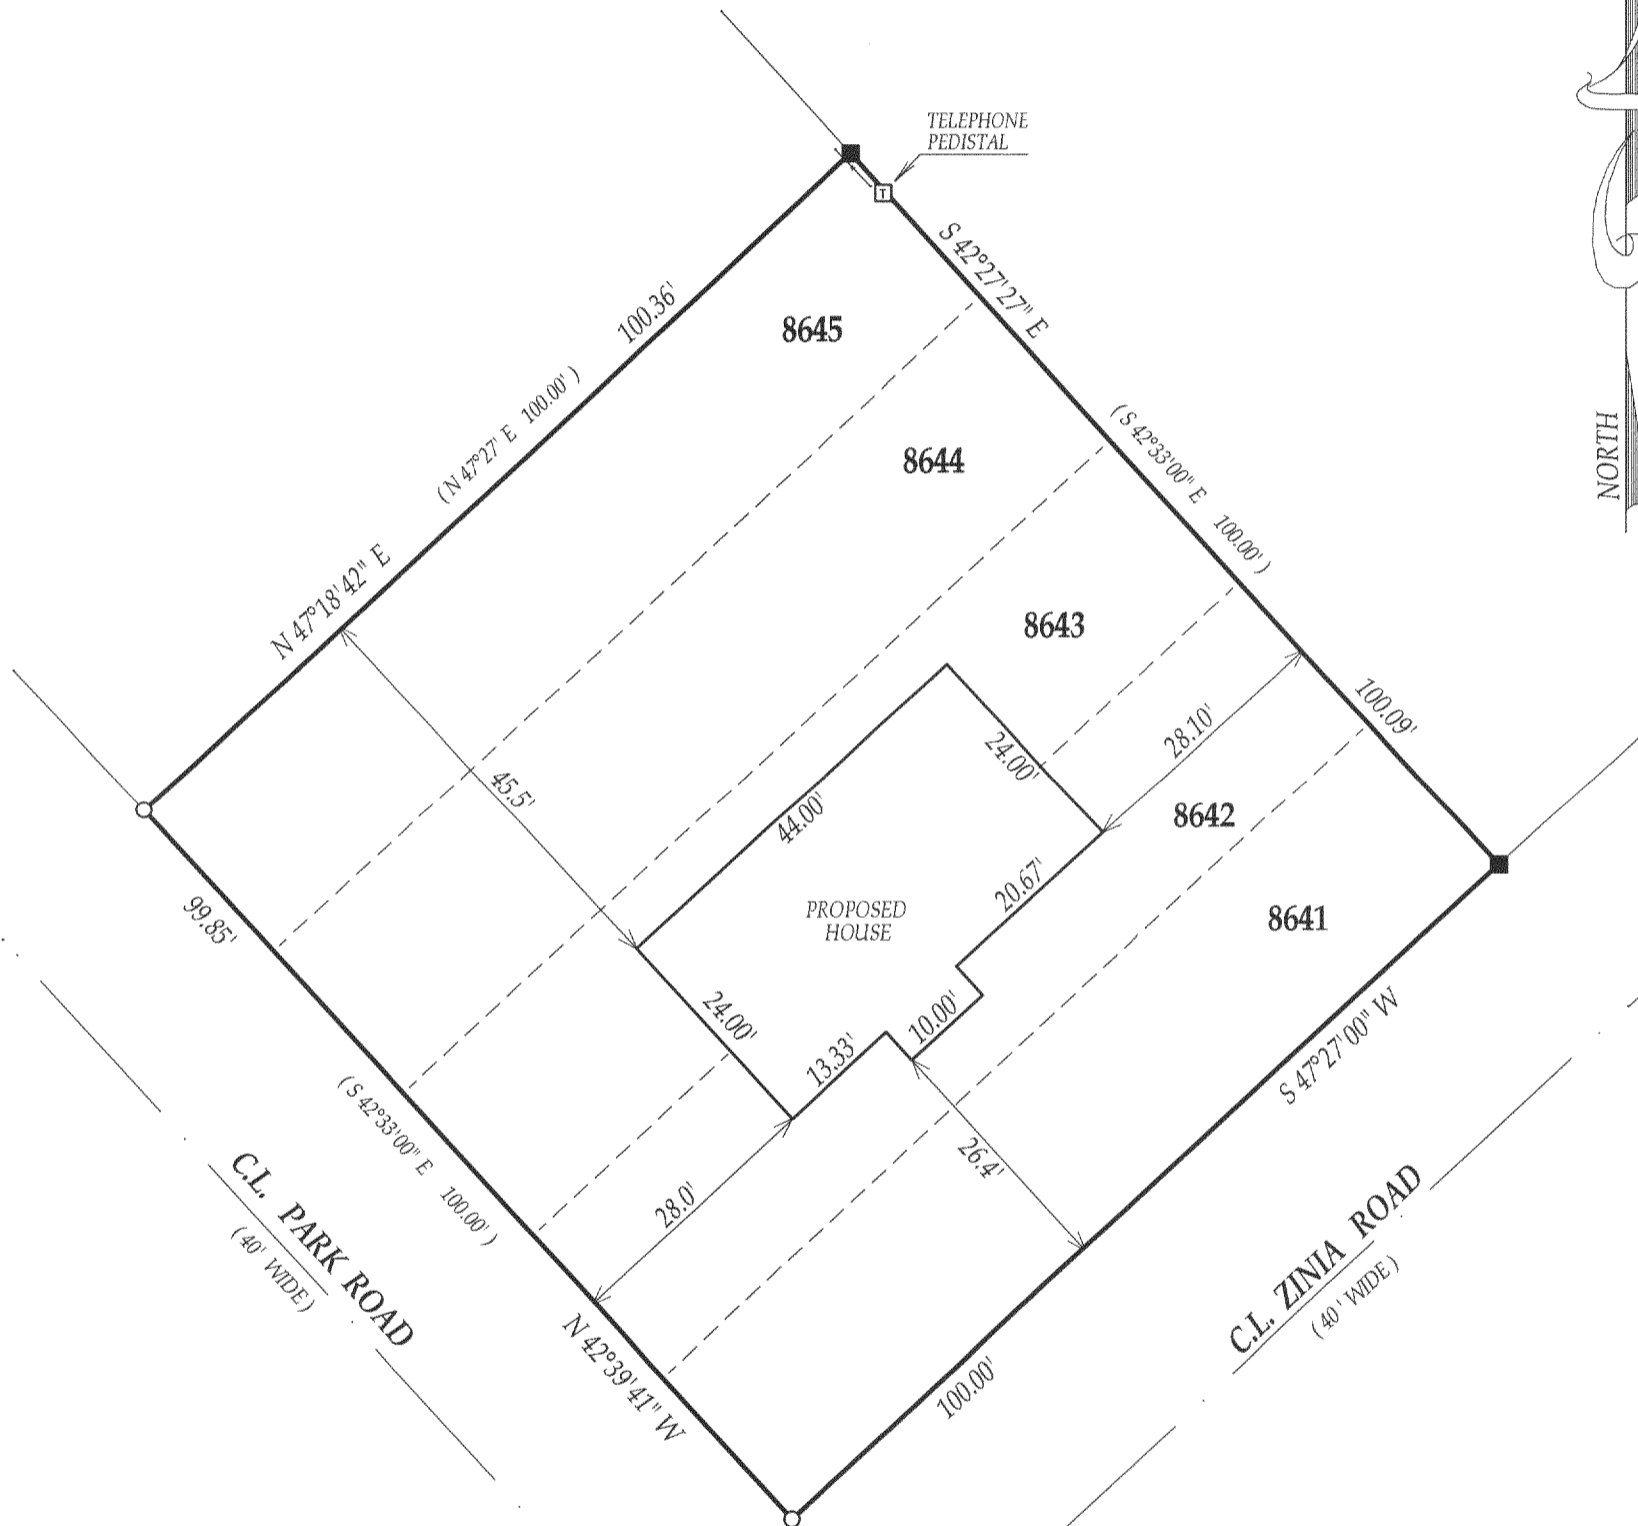 TELEPHONE
PEDISTAL
T
S 42°27'27" E
8645
100.36'
(N 47°27' E 100.00')
N 47°18'42" E
8644
(S 42°33'00" E 100.00')
NORTH
8643
100.09'
28.10'
24.00'
45.5'
44.00'
8642
20.67'
PROPOSED
HOUSE
8641
99.85'
24.00'
10.00'
13.33'
S 47°27'00" W
26.4'
(S 42°33'00" E 100.00')
28.0'
C.L. PARK ROAD
(40' WIDE)
C.L. ZINIA ROAD
(40' WIDE)
N 42°39'41" W
100.00'